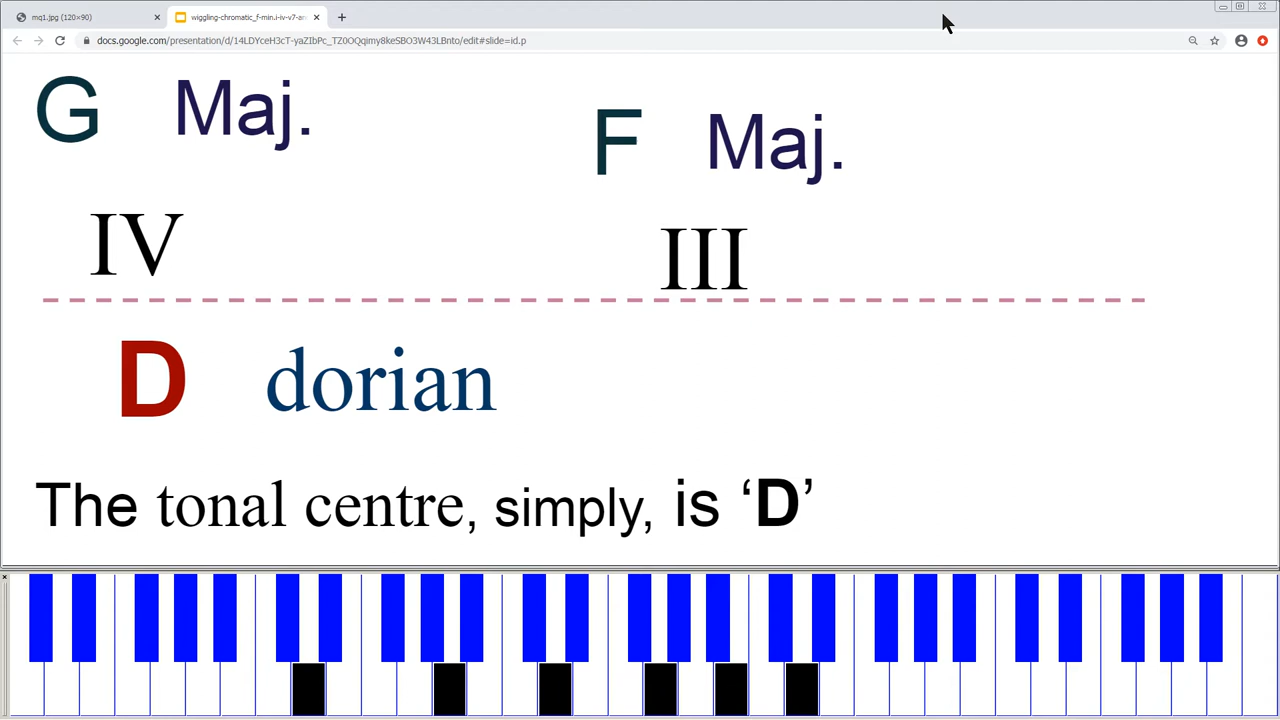 mq1.jpg (120×90)
wiggling-chromatic_f-min.i-iv-v7-an
docs.google.com/presentation/d/14LDYceH3cT-yaZIbPc_TZ0OQqimy8keSBO3W43LBnto/edit#slide=id.p
G Maj.
F Maj.
IV
III
D dorian
The tonal centre, simply, is ‘D’